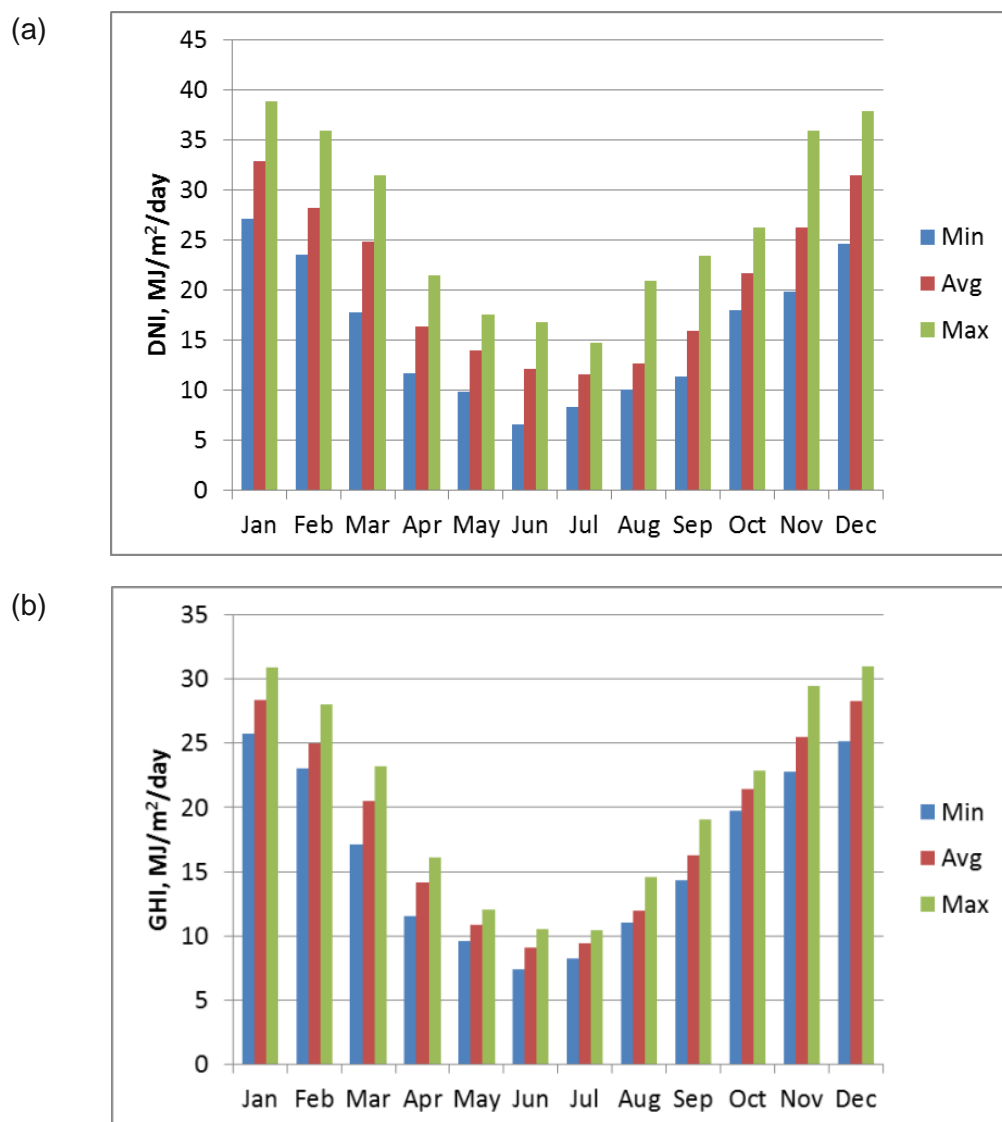 (a)
45
40
35
30
25
20
15
10
5
0
DNI, MJ/m²/day
Jan Feb Mar Apr May Jun Jul Aug Sep Oct Nov Dec
Min
Avg
Max
(b)
35
30
25
20
15
10
5
0
GHI, MJ/m²/day
Jan Feb Mar Apr May Jun Jul Aug Sep Oct Nov Dec
Min
Avg
Max